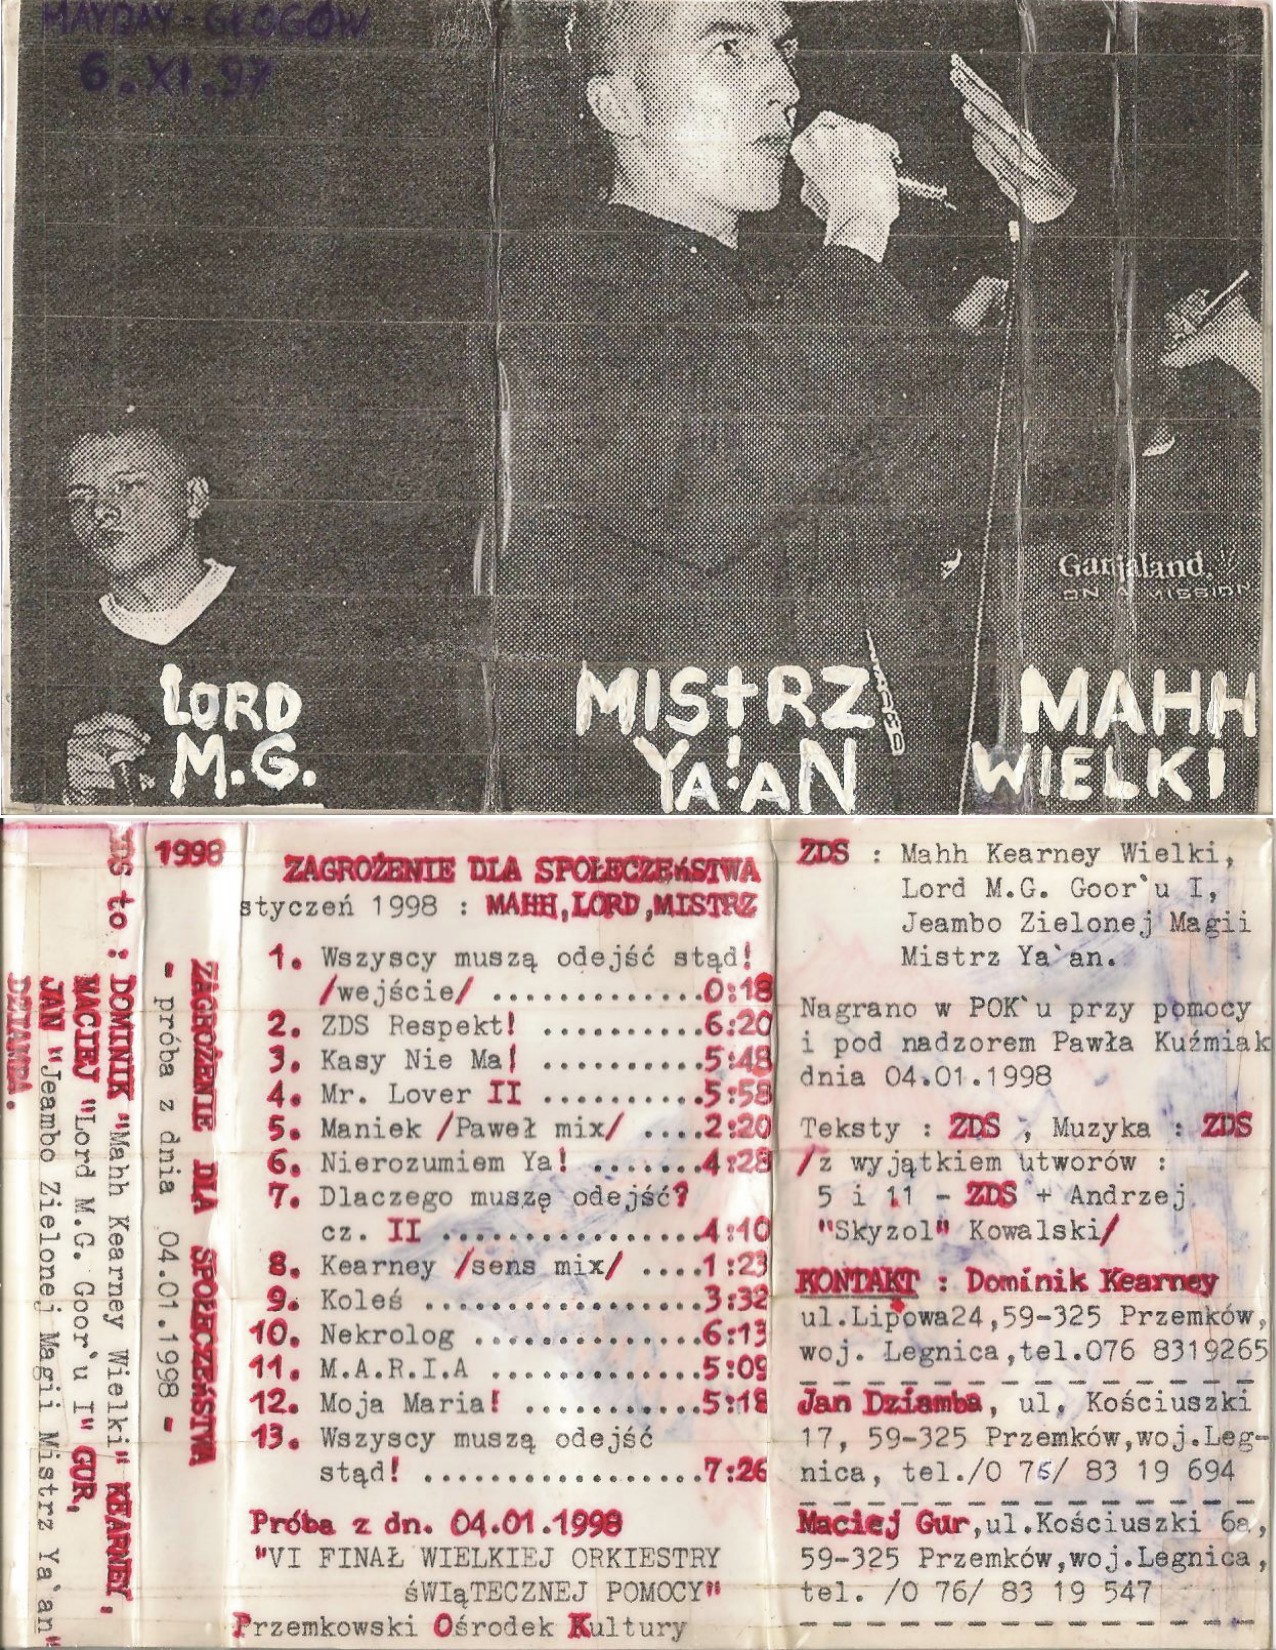 MAYDAY - GŁOGÓW
6.XI.97
Ganjaland.
ON A MISSION
LORD
M.G.
MISTRZ
YA!AN
MAHH
WIELKI
ZDS to : DOMINIK "Mahh Kearney Wielki" KEARNEY,
MACIEJ "Lord M.G. Goor`u I" GUR,
JAN "Jeambo Zielonej Magii Mistrz Ya`an"
DZIAMBA.
1998
ZAGROŻENIE DLA SPOŁECZEńSTWA
- próba z dnia 04.01.1998 -
ZAGROŻENIE DLA SPOŁECZEńSTWA
styczeń 1998 : MAHH,LORD,MISTRZ
1. Wszyscy muszą odejść stąd!
/wejście/ ..............0:18
2. ZDS Respekt! ..........6:20
3. Kasy Nie Ma! ..........5:48
4. Mr. Lover II ..........5:58
5. Maniek /Paweł mix/ ....2:20
6. Nierozumiem Ya! .......4:28
7. Dlaczego muszę odejść?
cz. II .................4:10
8. Kearney /sens mix/ ....1:23
9. Koleś ..................3:32
10. Nekrolog ..............6:13
11. M.A.R.I.A .............5:09
12. Moja Maria! ...........5:18
13. Wszyscy muszą odejść
stąd! ..................7:26
Próba z dn. 04.01.1998
"VI FINAŁ WIELKIEJ ORKIESTRY
śWIąTECZNEJ POMOCY"
Przemkowski Ośrodek Kultury
ZDS : Mahh Kearney Wielki,
Lord M.G. Goor`u I,
Jeambo Zielonej Magii
Mistrz Ya`an.
Nagrano w POK`u przy pomocy
i pod nadzorem Pawła Kuźmiak
dnia 04.01.1998
Teksty : ZDS , Muzyka : ZDS
/z wyjątkiem utworów :
5 i 11 - ZDS + Andrzej
"Skyzol" Kowalski/
KONTAKT : Dominik Kearney
ul.Lipowa24,59-325 Przemków,
woj. Legnica,tel.076 8319265
Jan Dziamba, ul. Kościuszki
17, 59-325 Przemków,woj.Leg-
nica, tel./0 76/ 83 19 694
Maciej Gur,ul.Kościuszki 6a,
59-325 Przemków,woj.Legnica,
tel. /0 76/ 83 19 547